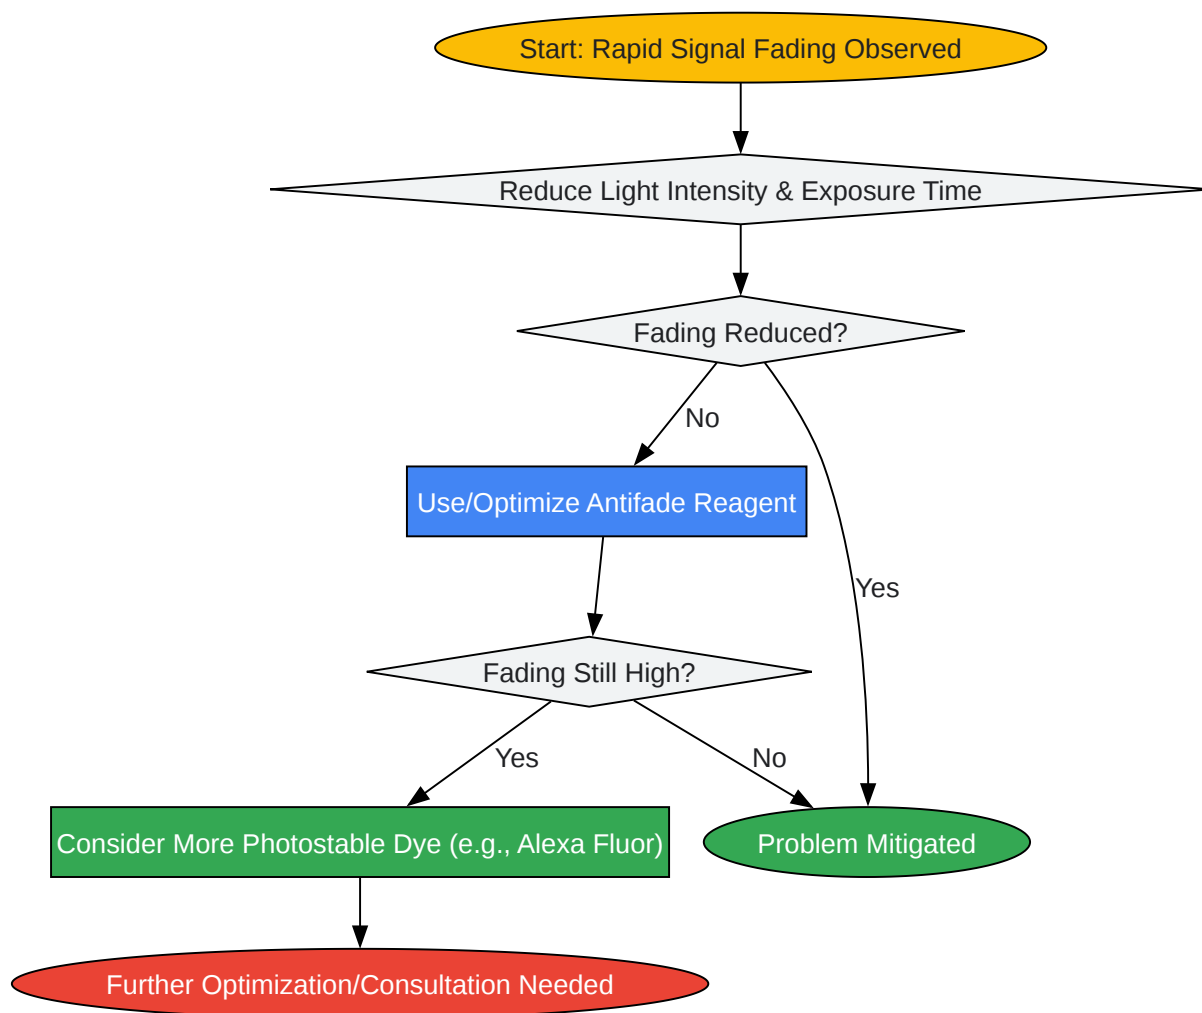 Start: Rapid Signal Fading Observed
Reduce Light Intensity & Exposure Time
Fading Reduced?
No
Use/Optimize Antifade Reagent
Yes
Fading Still High?
Yes
No
Consider More Photostable Dye (e.g., Alexa Fluor)
Problem Mitigated
Further Optimization/Consultation Needed